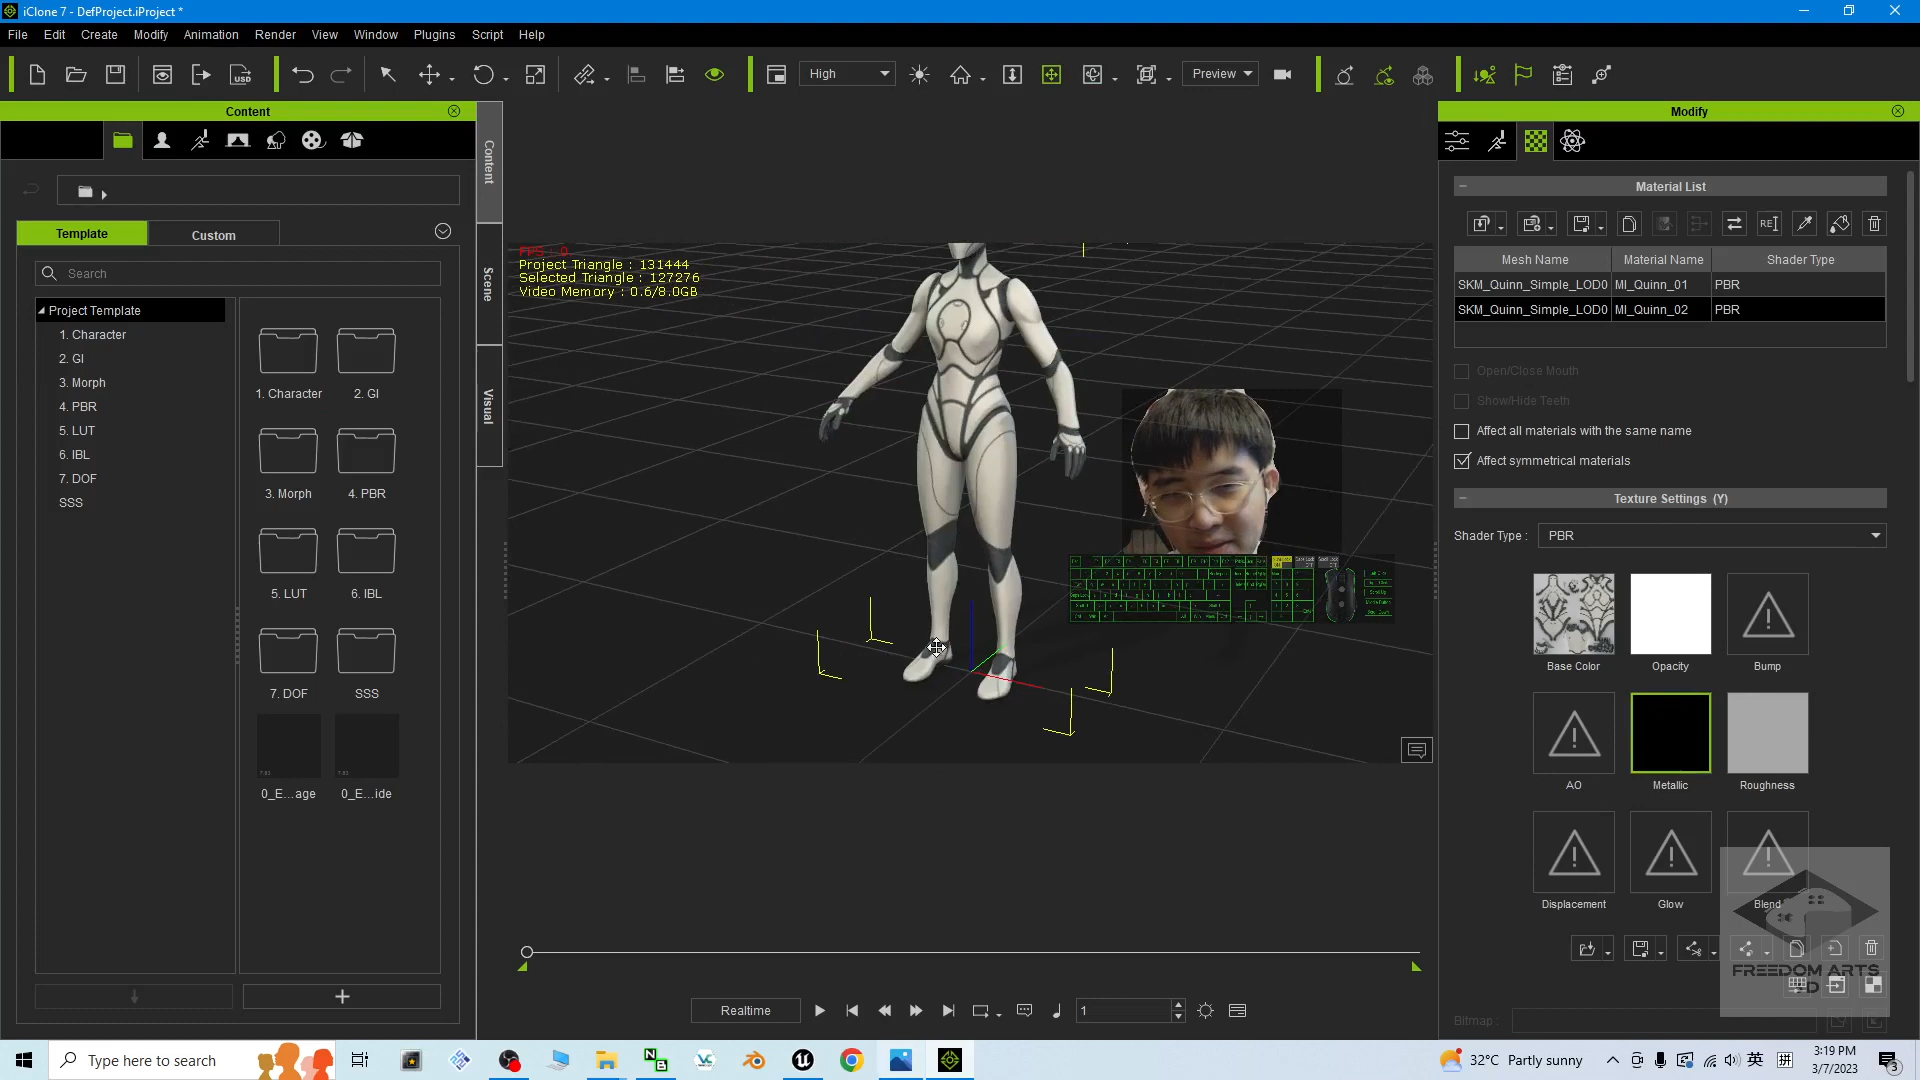 iClone 7 - DefProject.iProject *
File Edit Create Modify Animation Render View Window Plugins Script Help
USD
High
Preview
Content
Modify
Content
Scene
Visual
Template
Custom
Search
Project Template
1. Character
2. GI
3. Morph
4. PBR
5. LUT
6. IBL
7. DOF
SSS
1. Character
2. GI
3. Morph
4. PBR
5. LUT
6. IBL
7. DOF
SSS
0_E...age
0_E...ide
FPS : 0.
Project Triangle : 131444
Selected Triangle : 127276
Video Memory : 0.6/8.0GB
Realtime
1
Material List
Mesh Name Material Name Shader Type
SKM_Quinn_Simple_LOD0 MI_Quinn_01 PBR
SKM_Quinn_Simple_LOD0 MI_Quinn_02 PBR
Open/Close Mouth
Show/Hide Teeth
Affect all materials with the same name
Affect symmetrical materials
Texture Settings (Y)
Shader Type : PBR
Base Color
Opacity
Bump
AO
Metallic
Roughness
Displacement
Glow
Blend
FREEDOM ARTS
Bitmap :
Type here to search
32°C Partly sunny
英
拼
3:19 PM
3/7/2023
3